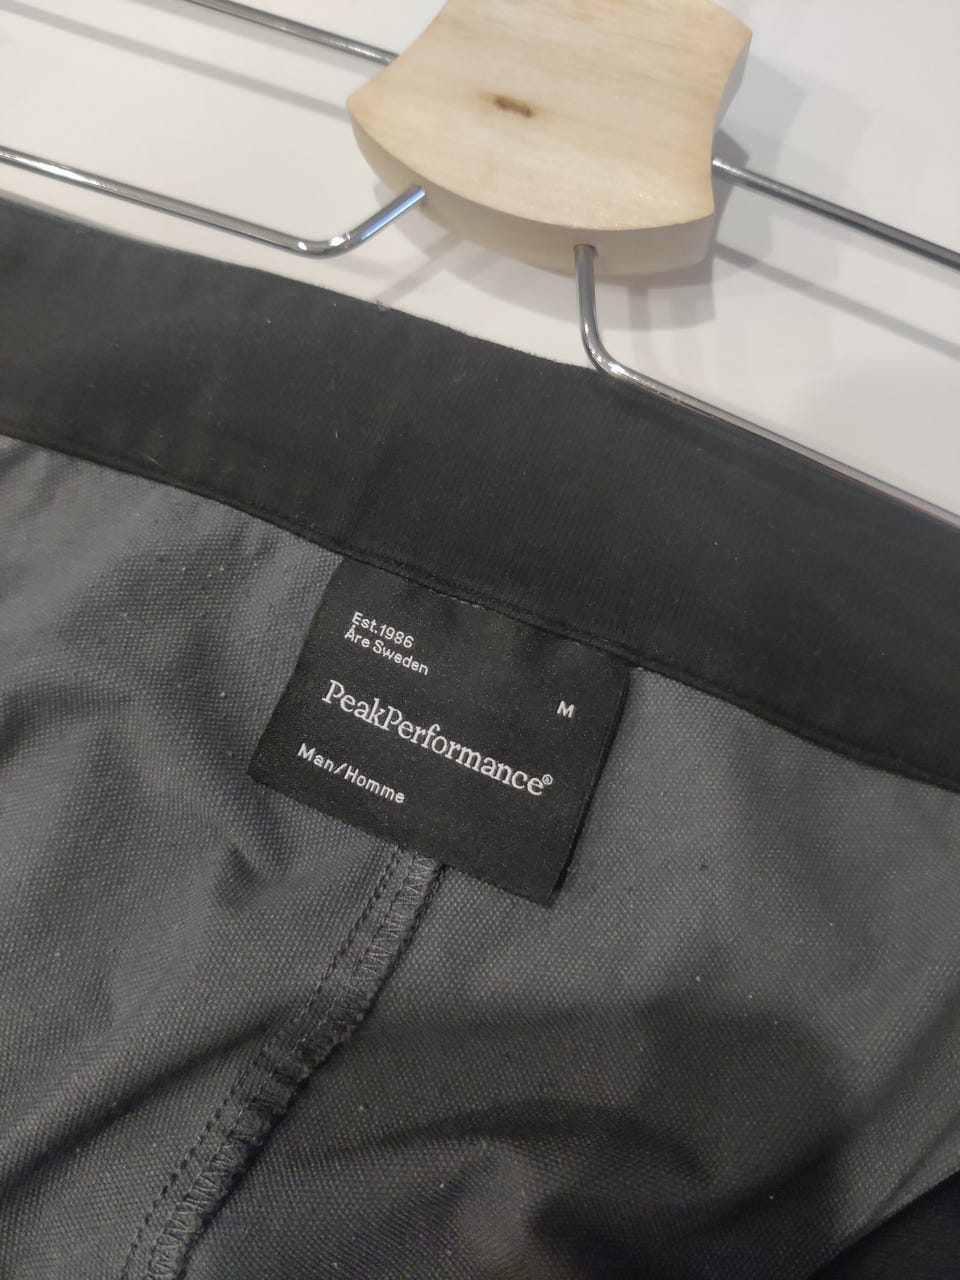 Est.1986
Åre Sweden
M
PeakPerformance®
Man/Homme